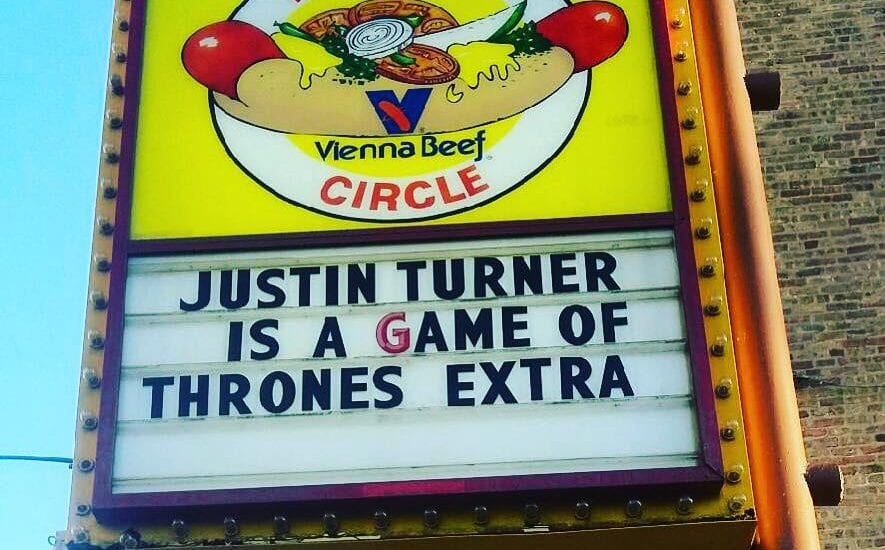 Vienna Beef
CIRCLE
JUSTIN TURNER
IS A GAME OF
THRONES EXTRA